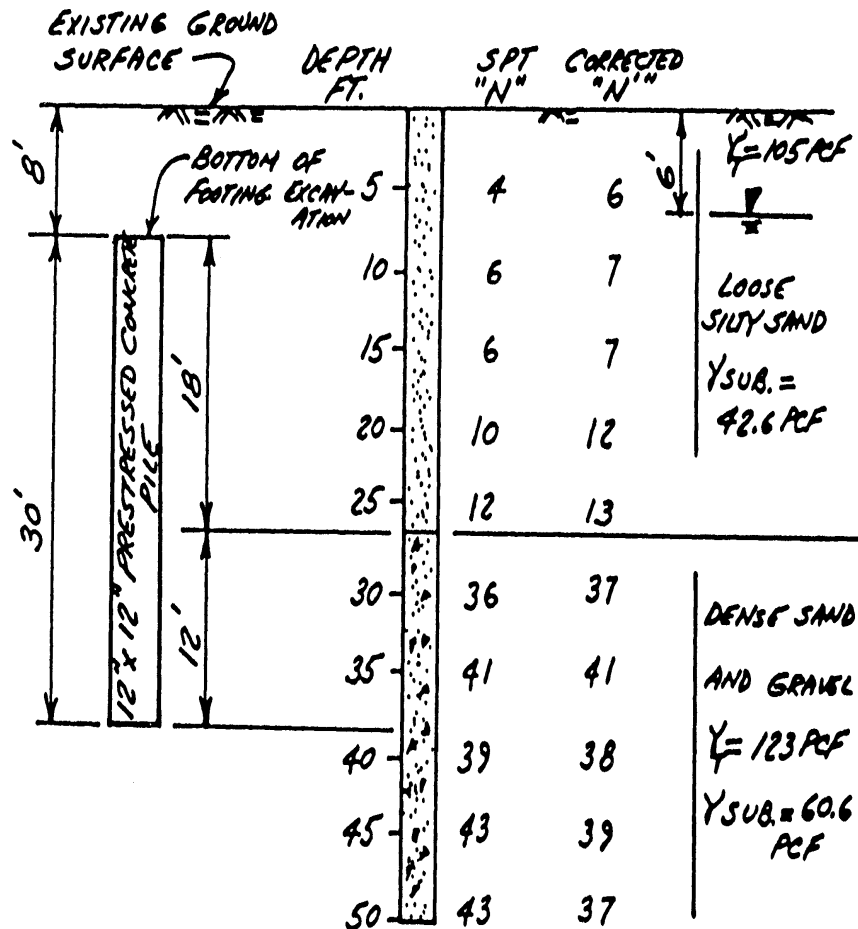 EXISTING GROUND
SURFACE
DEPTH
FT.
SPT
"N"
CORRECTED
"N'"
8'
BOTTOM OF
FOOTING EXCAV-
ATION
6'
γT = 105 PCF
5 4 6
10 6 7
15 6 7
20 10 12
25 12 13
30 36 37
35 41 41
40 39 38
45 43 39
50 43 37
LOOSE
SILTY SAND
γSUB. =
42.6 PCF
30'
12" x 12" PRESTRESSED CONCRETE
PILE
18'
12'
DENSE SAND
AND GRAVEL
γT = 123 PCF
γSUB. = 60.6
PCF